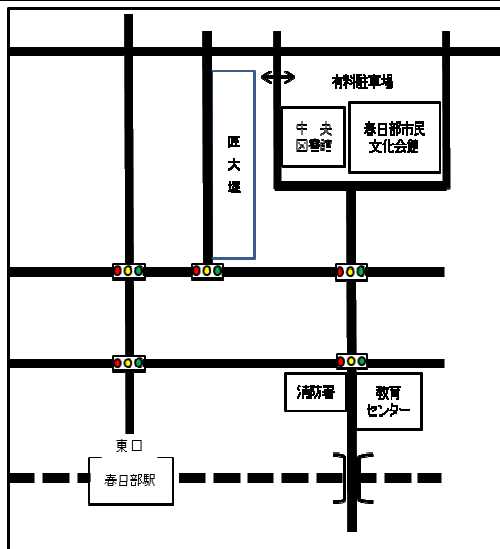 有料駐車場
中　央
図書館
春日部市民
文化会館
匠大塚
消防署
教育
センター
東口
春日部駅